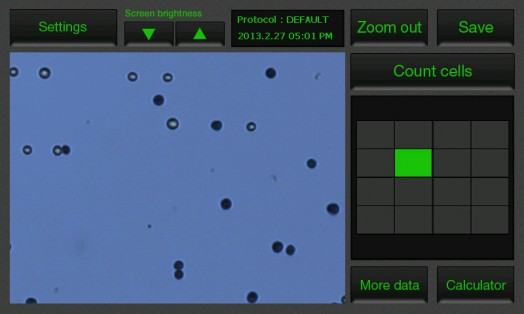 Settings
Screen brightness
Protocol : DEFAULT
2013.2.27 05:01 PM
Zoom out
Save
Count cells
More data
Calculator